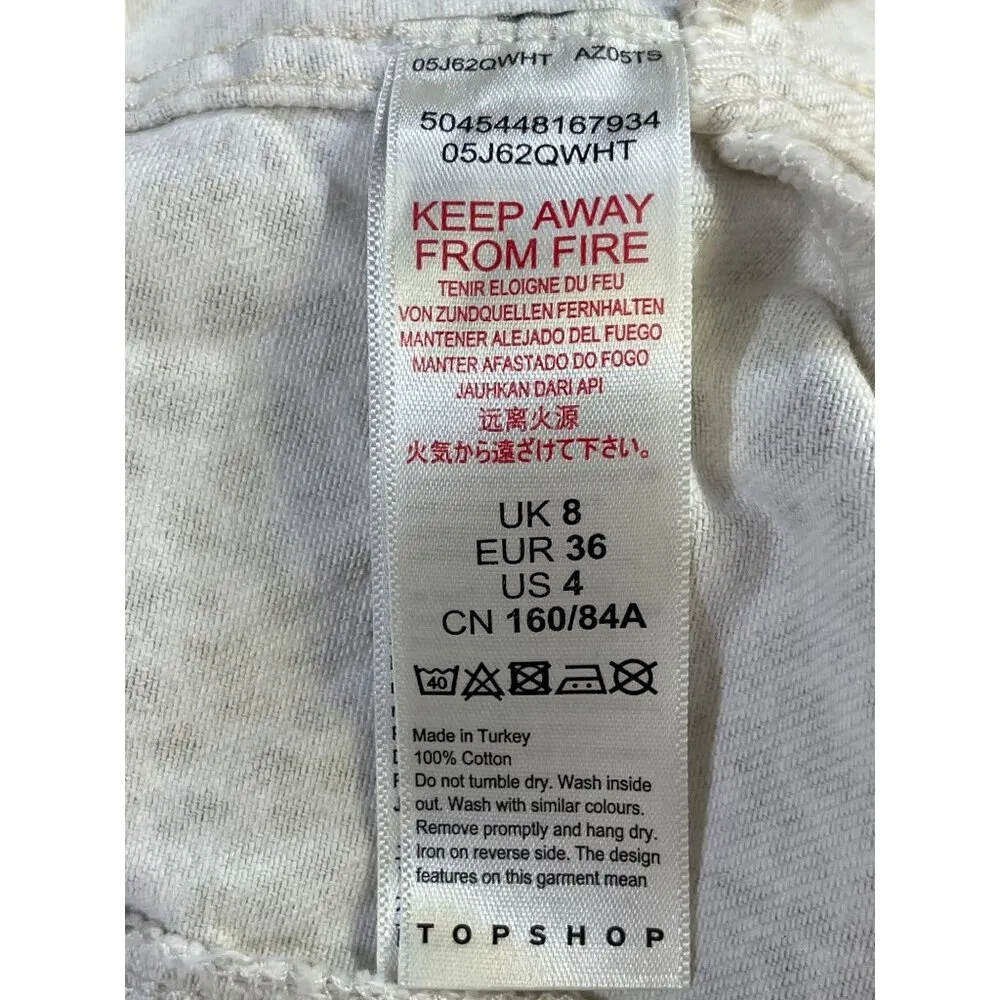 05J62QWHT AZ05TS
5045448167934
05J62QWHT
KEEP AWAY
FROM FIRE
TENIR ELOIGNE DU FEU
VON ZUNDQUELLEN FERNHALTEN
MANTENER ALEJADO DEL FUEGO
MANTER AFASTADO DO FOGO
JAUHKAN DARI API
远离火源
火気から遠ざけて下さい。
UK 8
EUR 36
US 4
CN 160/84A
40
Made in Turkey
100% Cotton
Do not tumble dry. Wash inside
out. Wash with similar colours.
Remove promptly and hang dry.
Iron on reverse side. The design
features on this garment mean
TOPSHOP